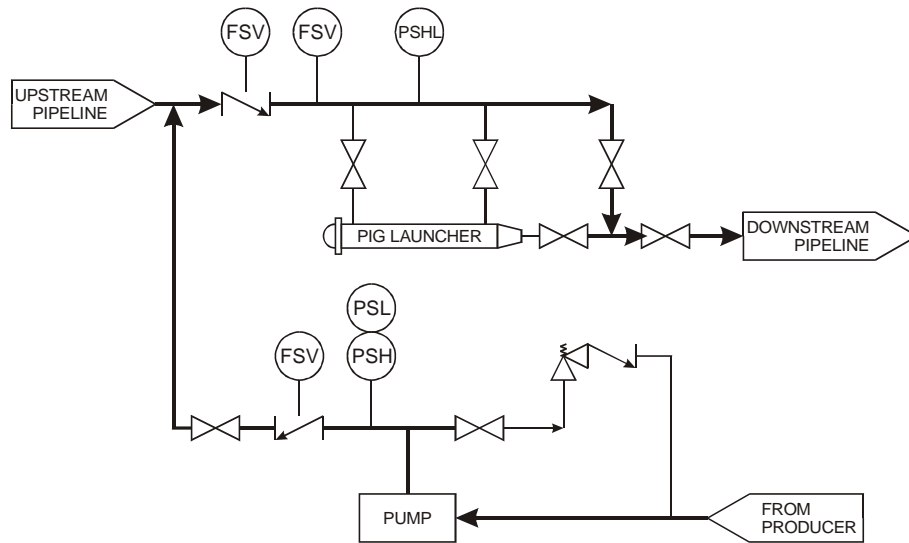 FSV
FSV
PSHL
UPSTREAM
PIPELINE
PIG LAUNCHER
DOWNSTREAM
PIPELINE
PSL
FSV
PSH
PUMP
FROM
PRODUCER